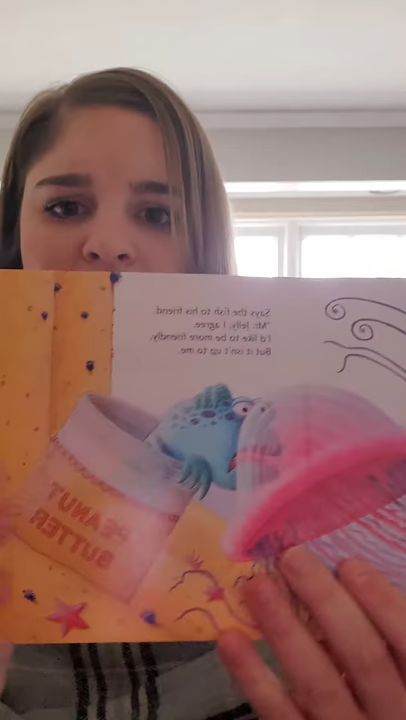 Says the fish to his friend,
"Mr. Jelly, I agree.
I'd like to be more friendly,
But it isn't up to me.
PEANUT
BUTTER